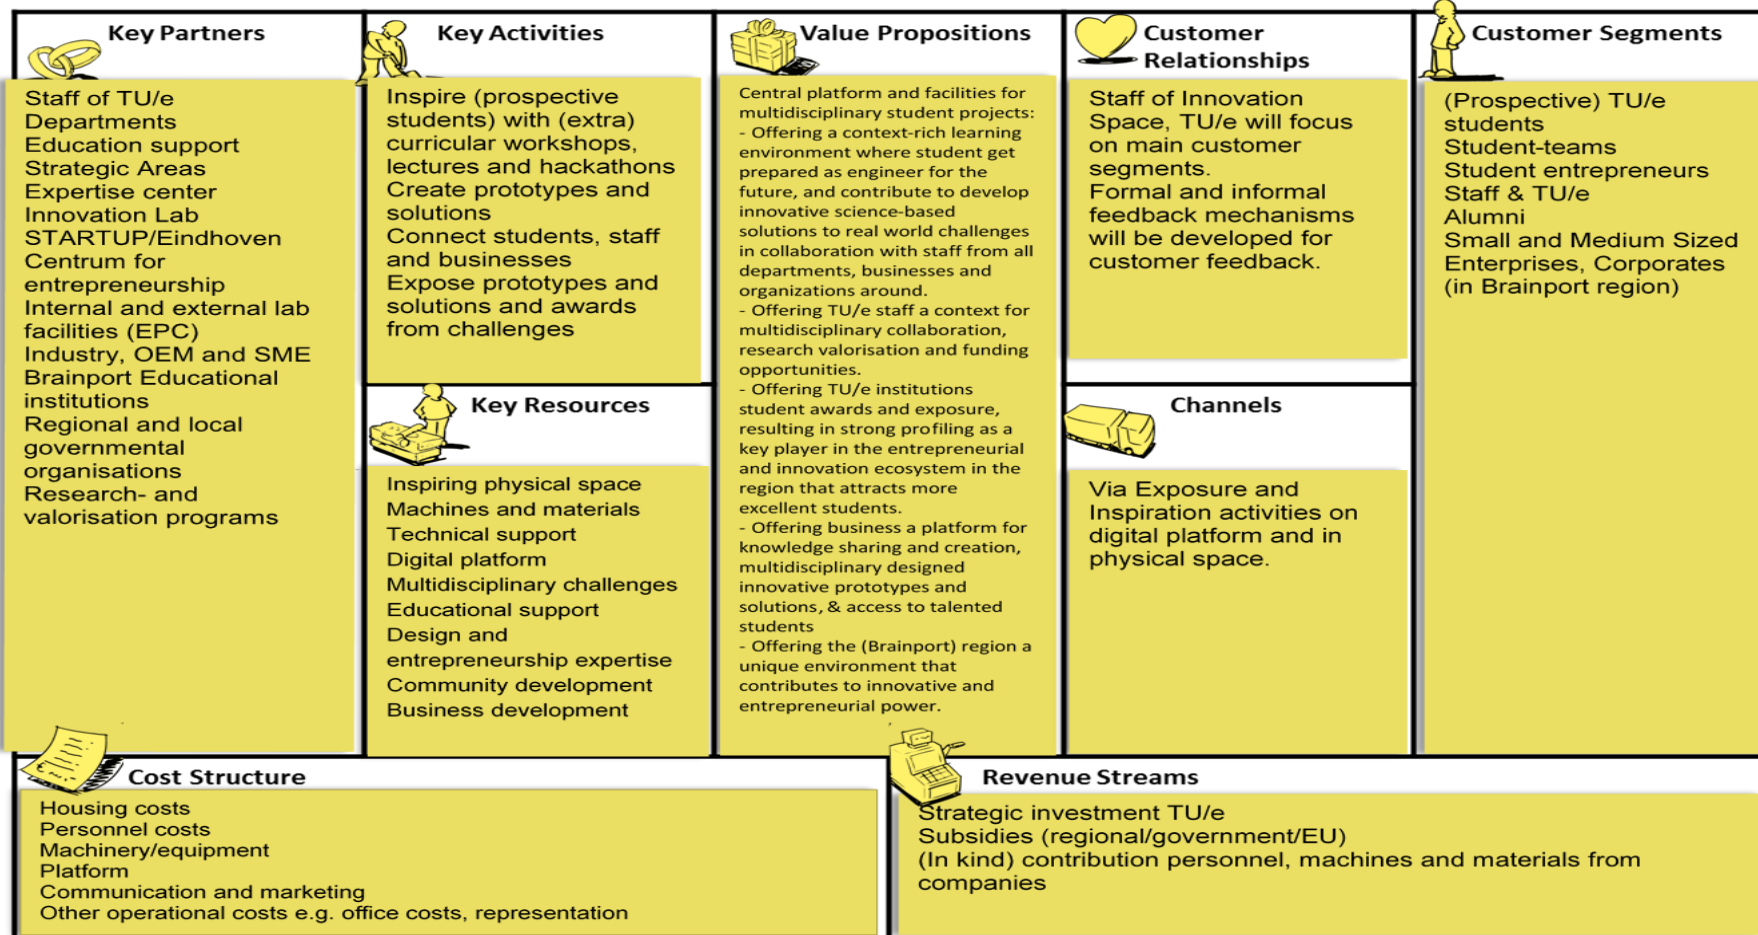 Key Partners
Staff of TU/e
Departments
Education support
Strategic Areas
Expertise center
Innovation Lab
STARTUP/Eindhoven
Centrum for
entrepreneurship
Internal and external lab
facilities (EPC)
Industry, OEM and SME
Brainport Educational
institutions
Regional and local
governmental
organisations
Research- and
valorisation programs
Key Activities
Inspire (prospective
students) with (extra)
curricular workshops,
lectures and hackathons
Create prototypes and
solutions
Connect students, staff
and businesses
Expose prototypes and
solutions and awards
from challenges
Key Resources
Inspiring physical space
Machines and materials
Technical support
Digital platform
Multidisciplinary challenges
Educational support
Design and
entrepreneurship expertise
Community development
Business development
Value Propositions
Central platform and facilities for
multidisciplinary student projects:
- Offering a context-rich learning
environment where student get
prepared as engineer for the
future, and contribute to develop
innovative science-based
solutions to real world challenges
in collaboration with staff from all
departments, businesses and
organizations around.
- Offering TU/e staff a context for
multidisciplinary collaboration,
research valorisation and funding
opportunities.
- Offering TU/e institutions
student awards and exposure,
resulting in strong profiling as a
key player in the entrepreneurial
and innovation ecosystem in the
region that attracts more
excellent students.
- Offering business a platform for
knowledge sharing and creation,
multidisciplinary designed
innovative prototypes and
solutions, & access to talented
students
- Offering the (Brainport) region a
unique environment that
contributes to innovative and
entrepreneurial power.
Customer
Relationships
Staff of Innovation
Space, TU/e will focus
on main customer
segments.
Formal and informal
feedback mechanisms
will be developed for
customer feedback.
Channels
Via Exposure and
Inspiration activities on
digital platform and in
physical space.
Customer Segments
(Prospective) TU/e
students
Student-teams
Student entrepreneurs
Staff & TU/e
Alumni
Small and Medium Sized
Enterprises, Corporates
(in Brainport region)
Cost Structure
Housing costs
Personnel costs
Machinery/equipment
Platform
Communication and marketing
Other operational costs e.g. office costs, representation
Revenue Streams
Strategic investment TU/e
Subsidies (regional/government/EU)
(In kind) contribution personnel, machines and materials from
companies